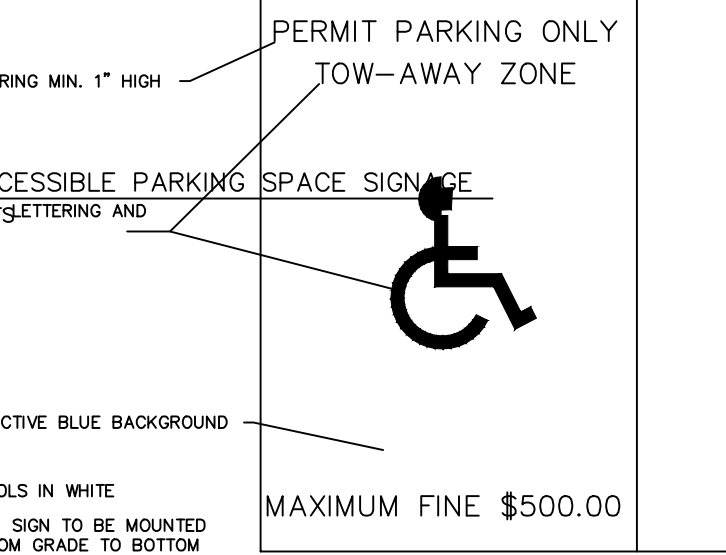 PERMIT PARKING ONLY
RING MIN. 1" HIGH
TOW-AWAY ZONE
CESSIBLE PARKING SPACE SIGNAGE
LETTERING AND
CTIVE BLUE BACKGROUND
OLS IN WHITE
MAXIMUM FINE $500.00
SIGN TO BE MOUNTED
OM GRADE TO BOTTOM